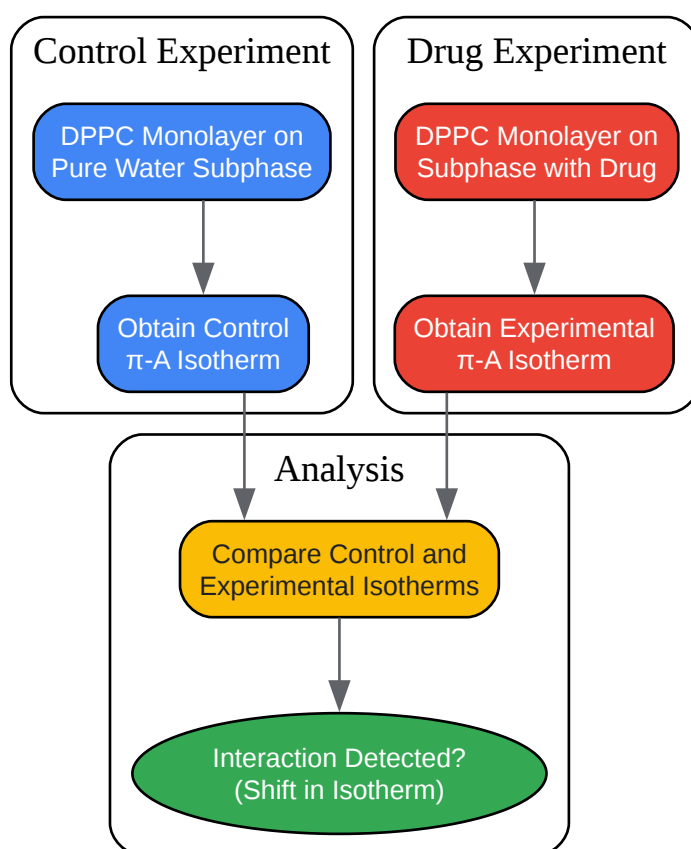 Control Experiment
DPPC Monolayer on
Pure Water Subphase
Obtain Control
π-A Isotherm
Drug Experiment
DPPC Monolayer on
Subphase with Drug
Obtain Experimental
π-A Isotherm
Analysis
Compare Control and
Experimental Isotherms
Interaction Detected?
(Shift in Isotherm)